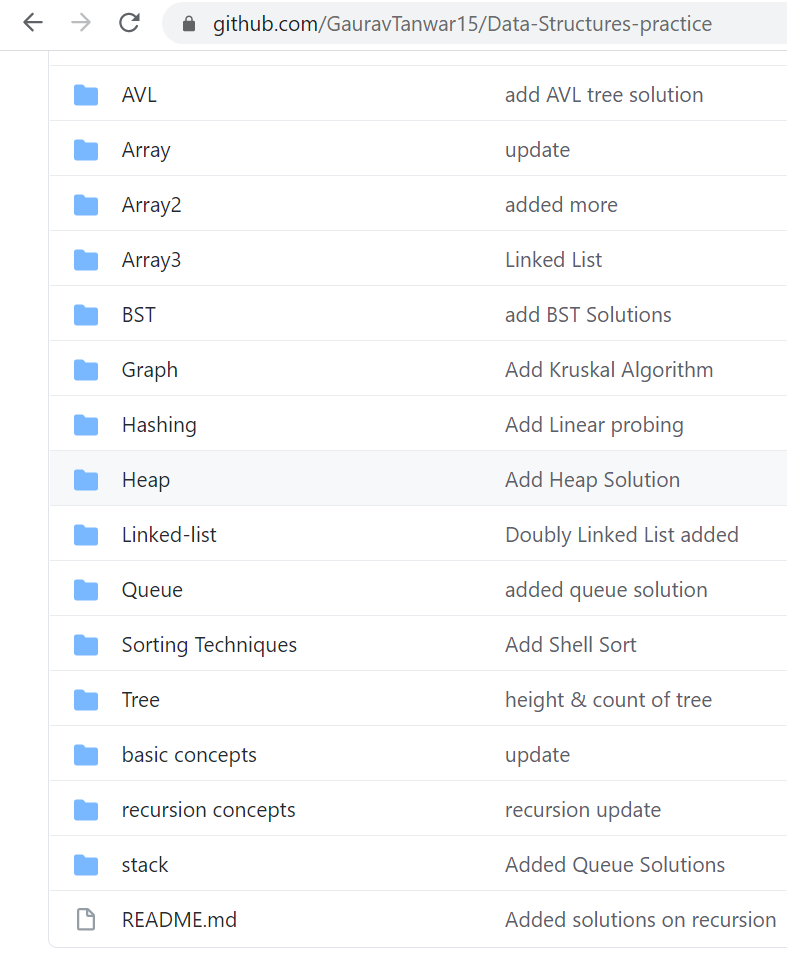 github.com/GauravTanwar15/Data-Structures-practice
AVL add AVL tree solution
Array update
Array2 added more
Array3 Linked List
BST add BST Solutions
Graph Add Kruskal Algorithm
Hashing Add Linear probing
Heap Add Heap Solution
Linked-list Doubly Linked List added
Queue added queue solution
Sorting Techniques Add Shell Sort
Tree height & count of tree
basic concepts update
recursion concepts recursion update
stack Added Queue Solutions
README.md Added solutions on recursion